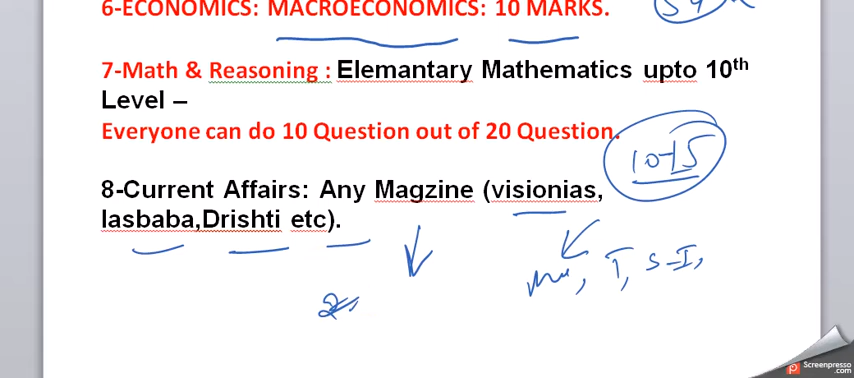 6-ECONOMICS: MACROECONOMICS: 10 MARKS.
7-Math & Reasoning : Elemantary Mathematics upto 10th
Level –
Everyone can do 10 Question out of 20 Question.
10-15
8-Current Affairs: Any Magzine (visionias,
Iasbaba,Drishti etc).
I, S-I,
Screenpresso
.com